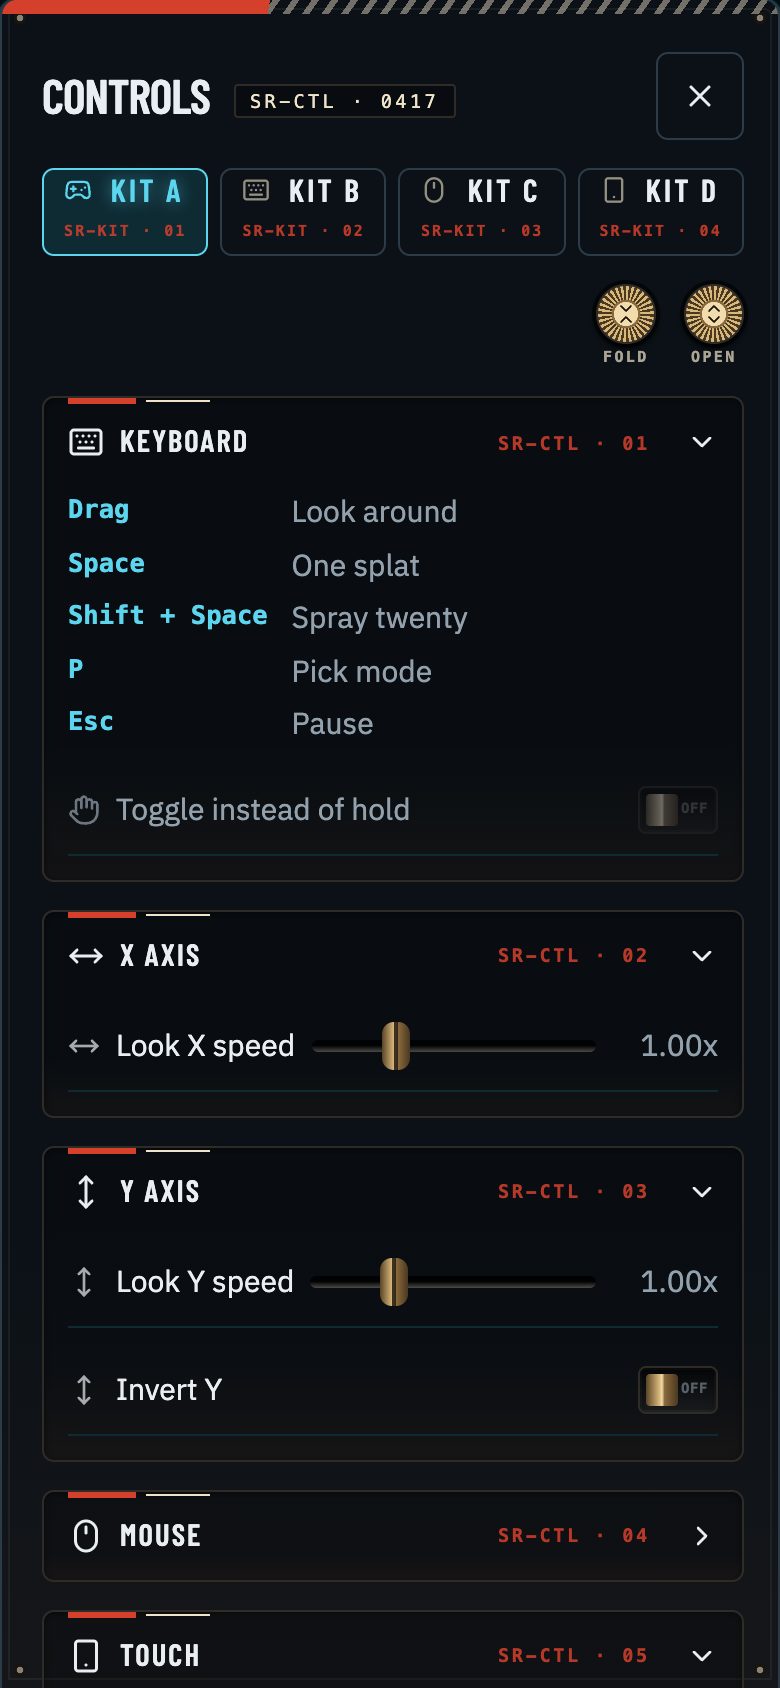 CONTROLS SR-CTL · 0417
KIT A KIT B KIT C KIT D
SR-KIT · 01 SR-KIT · 02 SR-KIT · 03 SR-KIT · 04
FOLD OPEN
KEYBOARD SR-CTL · 01
Drag Look around
Space One splat
Shift + Space Spray twenty
P Pick mode
Esc Pause
Toggle instead of hold OFF
X AXIS SR-CTL · 02
Look X speed 1.00x
Y AXIS SR-CTL · 03
Look Y speed 1.00x
Invert Y OFF
MOUSE SR-CTL · 04
TOUCH SR-CTL · 05